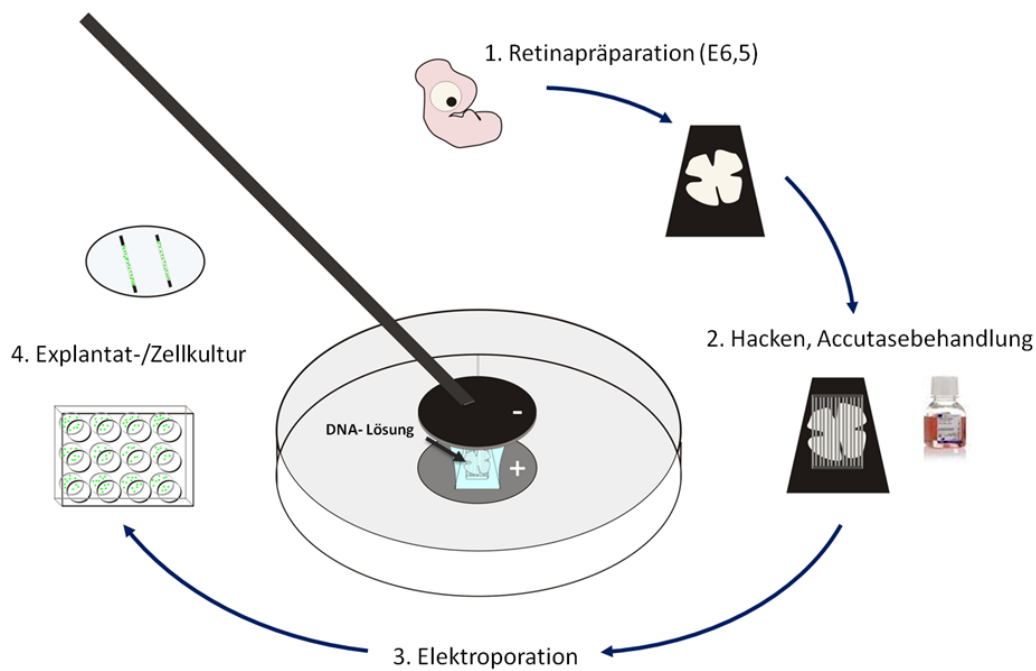 1. Retinapräparation (E6,5)
2. Hacken, Accutasebehandlung
3. Elektroporation
4. Explantat-/Zellkultur
DNA- Lösung
-
+